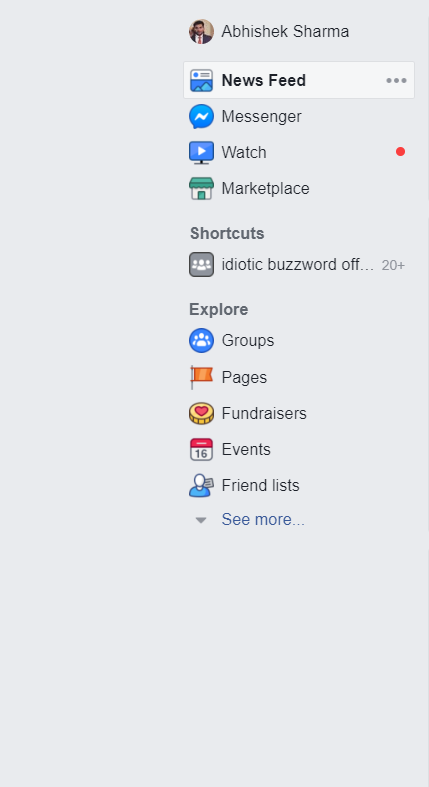 Abhishek Sharma
News Feed
Messenger
Watch
Marketplace
Shortcuts
idiotic buzzword off... 20+
Explore
Groups
Pages
Fundraisers
16 Events
Friend lists
See more...